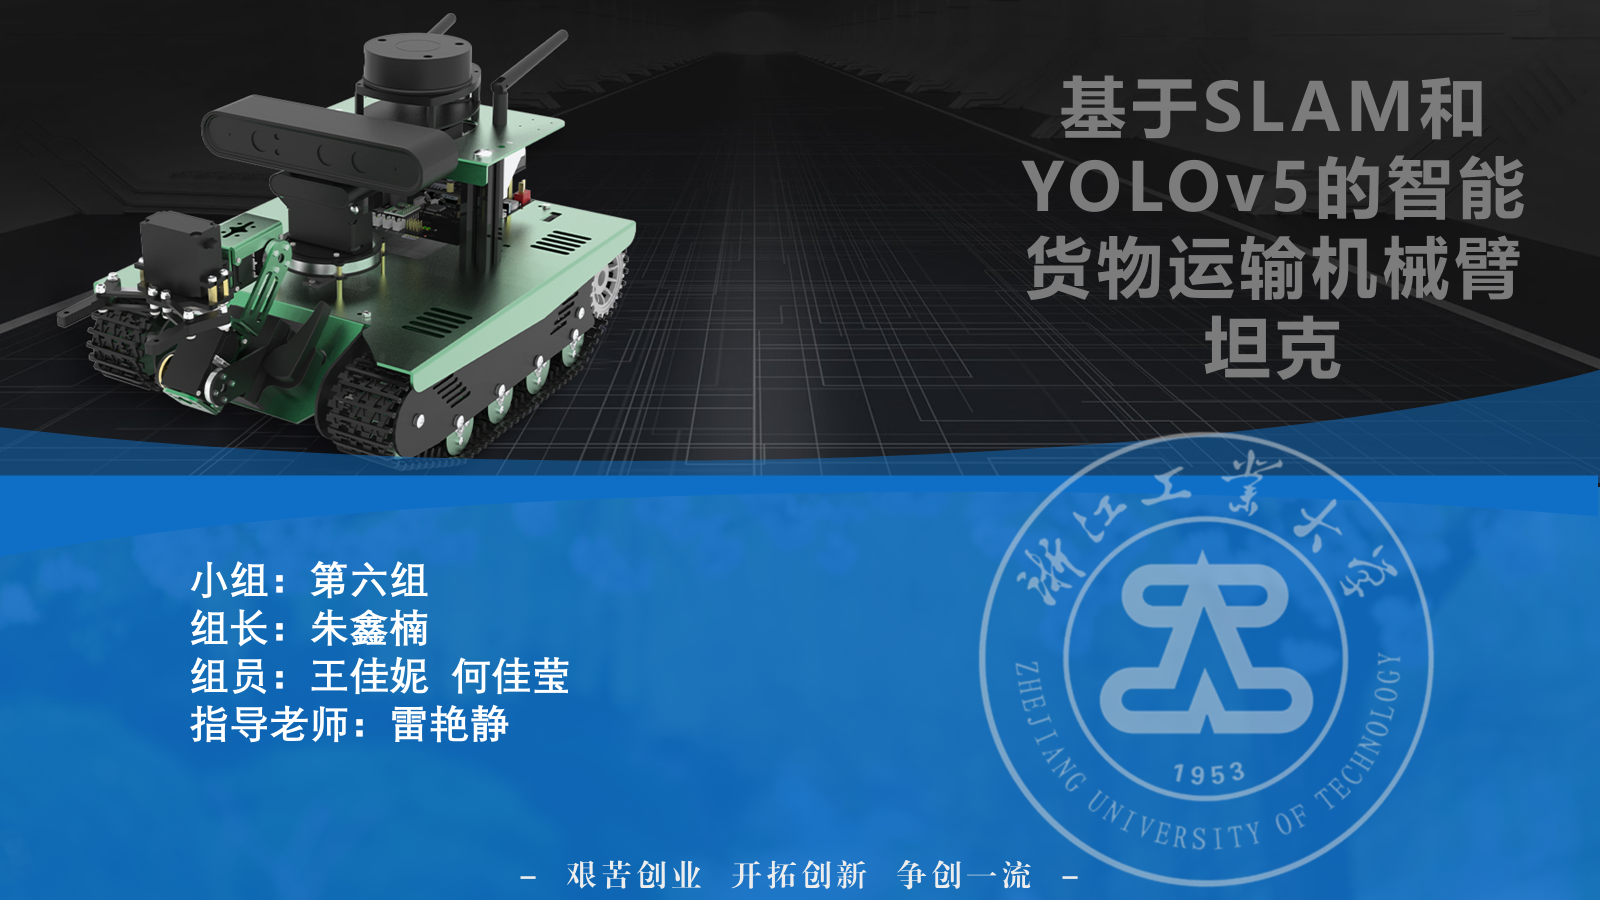 基于SLAM和
YOLOv5的智能
货物运输机械臂
坦克
小组：第六组
组长：朱鑫楠
组员：王佳妮 何佳莹
指导老师：雷艳静
浙江工业大学
ZHEJIANG UNIVERSITY OF TECHNOLOGY
1953
- 艰苦创业 开拓创新 争创一流 -